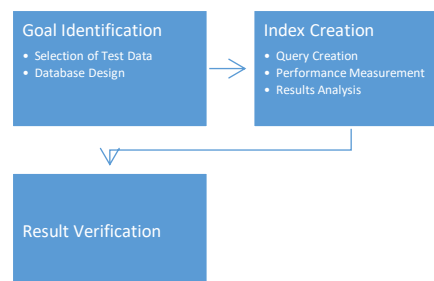 Goal Identification
• Selection of Test Data
• Database Design
Index Creation
• Query Creation
• Performance Measurement
• Results Analysis
Result Verification